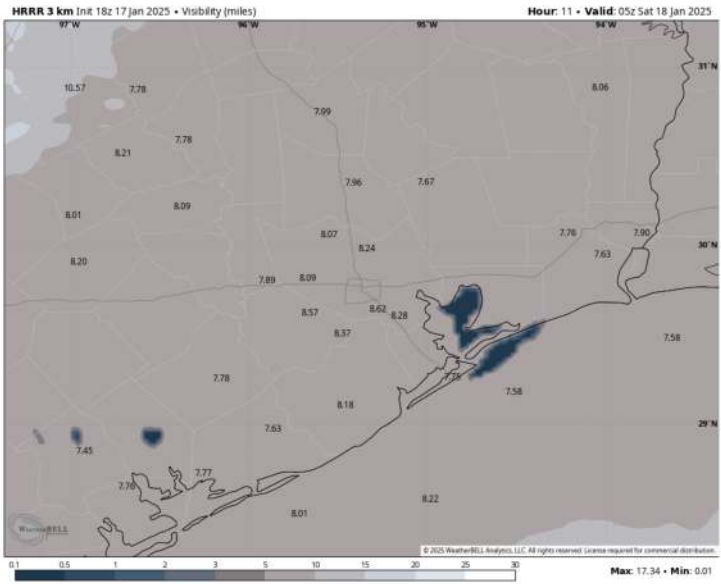 HRRR 3 km Init 18z 17 Jan 2025 • Visibility (miles)
Hour: 11 • Valid: 05z Sat 18 Jan 2025
97°W 96°W 95°W 94°W
31°N
10.57 7.78 8.06
7.99
7.78
8.21
7.96 7.67
8.09
8.01
7.76 7.90
8.07
30°N
8.24
7.63
8.20
7.89 8.09
8.57 8.62 8.28
8.37
7.58
7.78
7.75
7.58
8.18
29°N
7.63
7.45
7.77
7.76
8.22
8.01
WeatherBELL
© 2025 WeatherBELL Analytics, LLC. All rights reserved. License required for commercial distribution.
0.1 0.5 1 2 3 5 10 15 20 25 30
Max: 17.34 • Min: 0.01